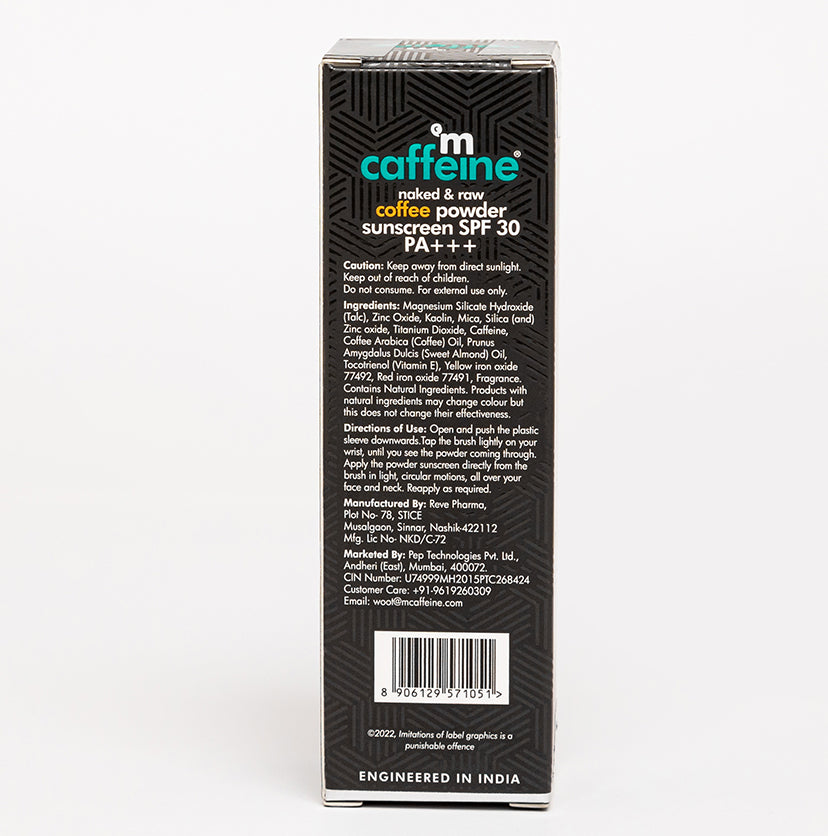 'm
caffeine®
naked & raw
coffee powder
sunscreen SPF 30
PA+++
Caution: Keep away from direct sunlight.
Keep out of reach of children.
Do not consume. For external use only.
Ingredients: Magnesium Silicate Hydroxide
(Talc), Zinc Oxide, Kaolin, Mica, Silica (and)
Zinc oxide, Titanium Dioxide, Caffeine,
Coffee Arabica (Coffee) Oil, Prunus
Amygdalus Dulcis (Sweet Almond) Oil,
Tocotrienol (Vitamin E), Yellow iron oxide
77492, Red iron oxide 77491, Fragrance.
Contains Natural Ingredients. Products with
natural ingredients may change colour but
this does not change their effectiveness.
Directions of Use: Open and push the plastic
sleeve downwards.Tap the brush lightly on your
wrist, until you see the powder coming through.
Apply the powder sunscreen directly from the
brush in light, circular motions, all over your
face and neck. Reapply as required.
Manufactured By: Reve Pharma,
Plot No- 78, STICE
Musalgaon, Sinnar, Nashik-422112
Mfg. Lic No- NKD/C-72
Marketed By: Pep Technologies Pvt. Ltd.,
Andheri (East), Mumbai, 400072.
CIN Number: U74999MH2015PTC268424
Customer Care: +91-9619260309
Email: woot@mcaffeine.com
8 906129 571051 >
©2022, Imitations of label graphics is a
punishable offence
ENGINEERED IN INDIA